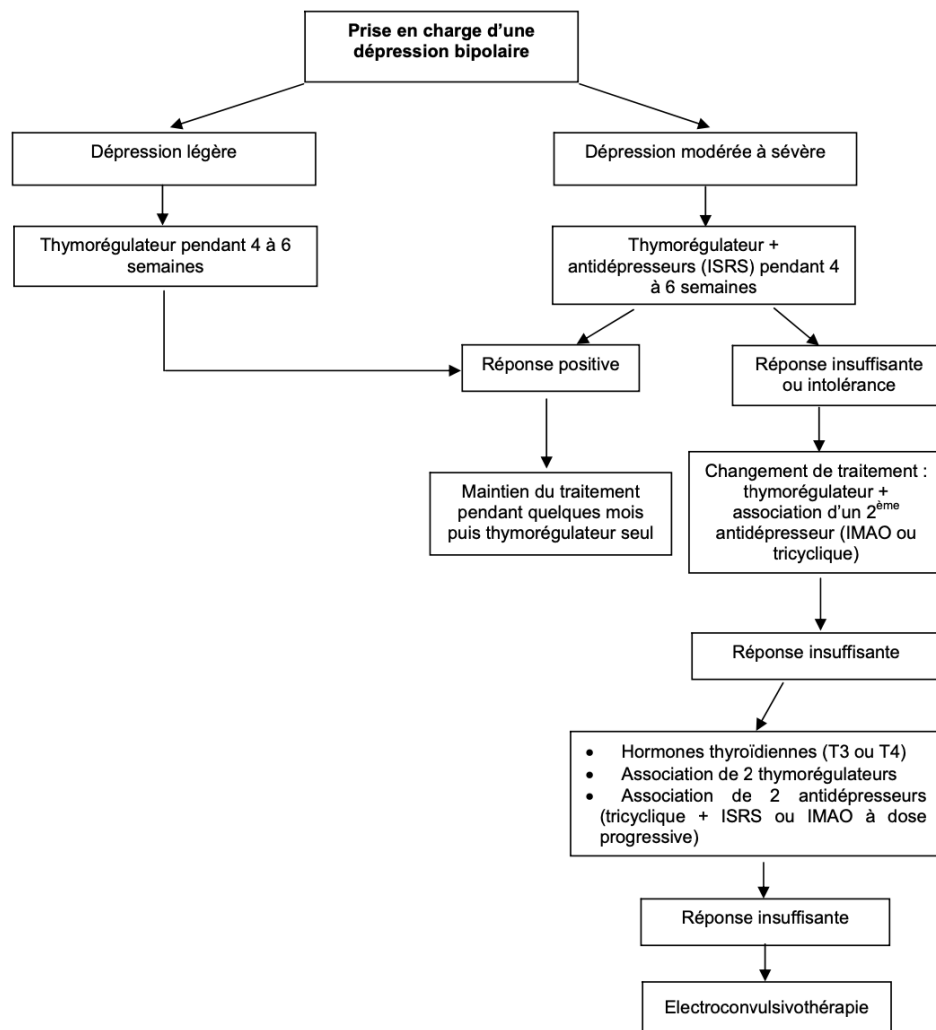 Prise en charge d'une
dépression bipolaire
Dépression légère
Dépression modérée à sévère
Thymorégulateur pendant 4 à 6
semaines
Thymorégulateur +
antidépresseurs (ISRS) pendant 4
à 6 semaines
Réponse positive
Réponse insuffisante
ou intolérance
Maintien du traitement
pendant quelques mois
puis thymorégulateur seul
Changement de traitement :
thymorégulateur +
association d'un 2ème
antidépresseur (IMAO ou
tricyclique)
Réponse insuffisante
• Hormones thyroïdiennes (T3 ou T4)
• Association de 2 thymorégulateurs
• Association de 2 antidépresseurs
(tricyclique + ISRS ou IMAO à dose
progressive)
Réponse insuffisante
Electroconvulsivothérapie